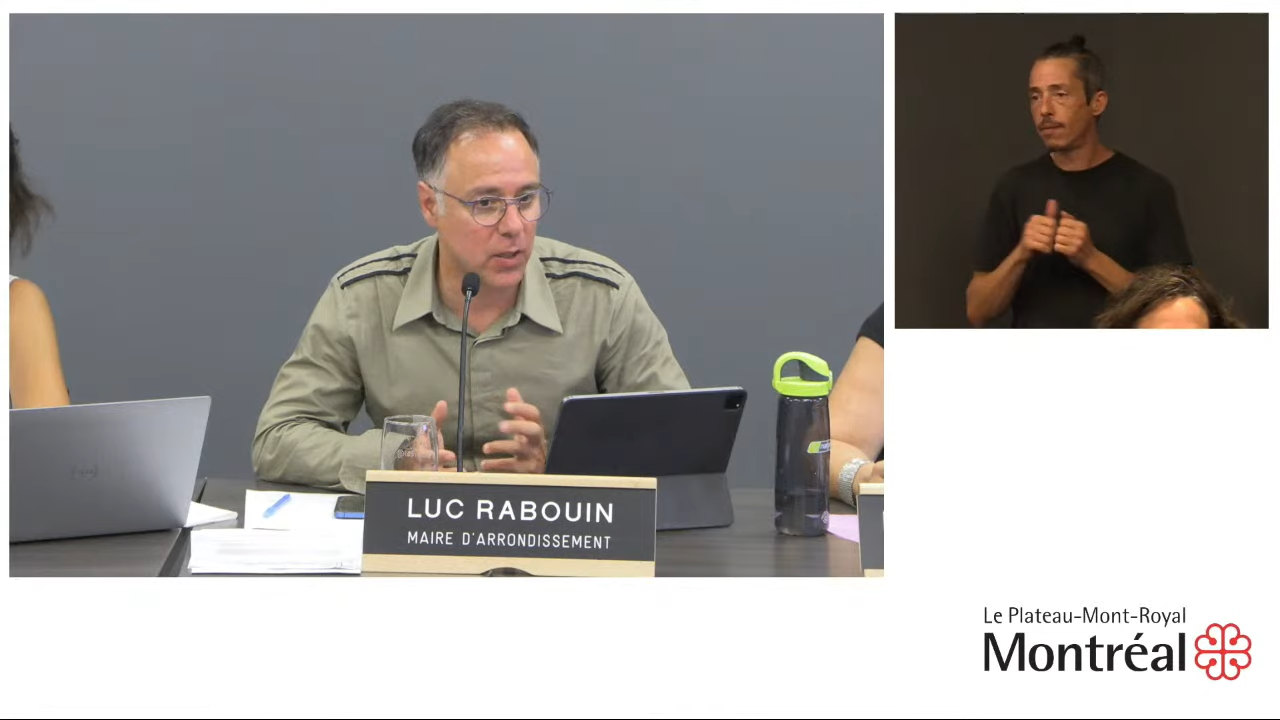 LUC RABOUIN
MAIRE D'ARRONDISSEMENT
Le Plateau-Mont-Royal
Montréal